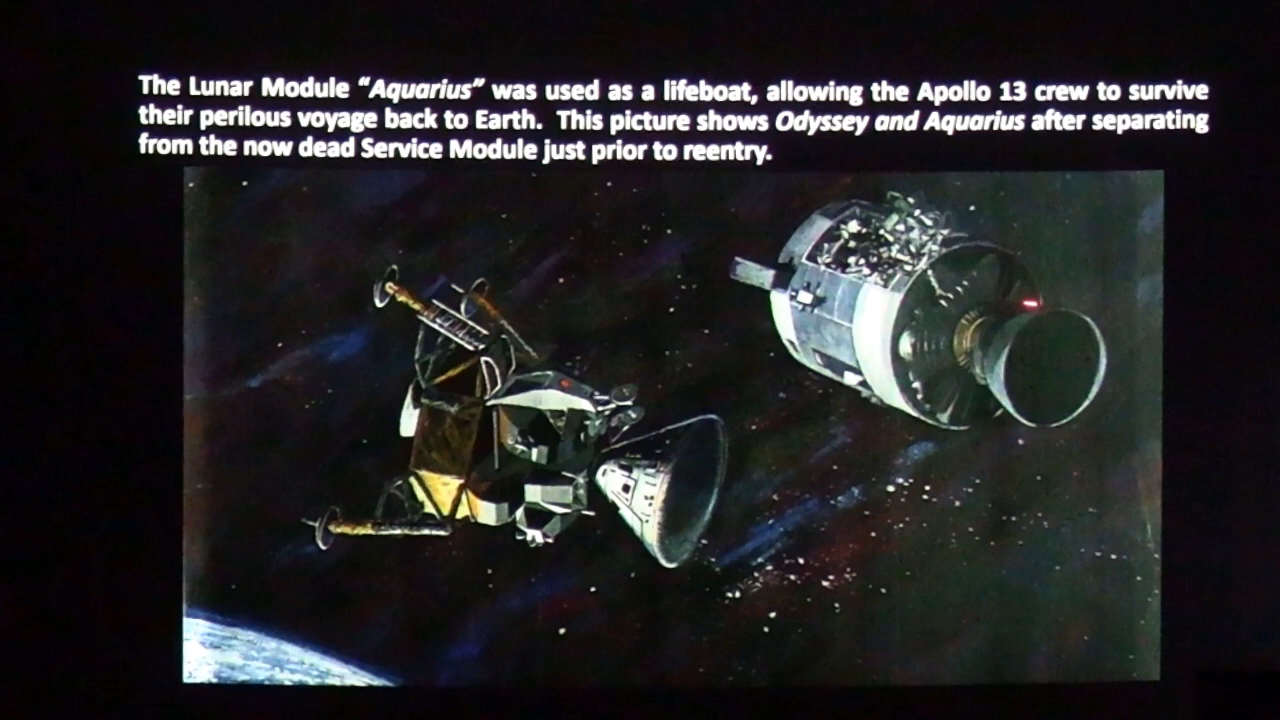 The Lunar Module “Aquarius” was used as a lifeboat, allowing the Apollo 13 crew to survive
their perilous voyage back to Earth.  This picture shows Odyssey and Aquarius after separating
from the now dead Service Module just prior to reentry.